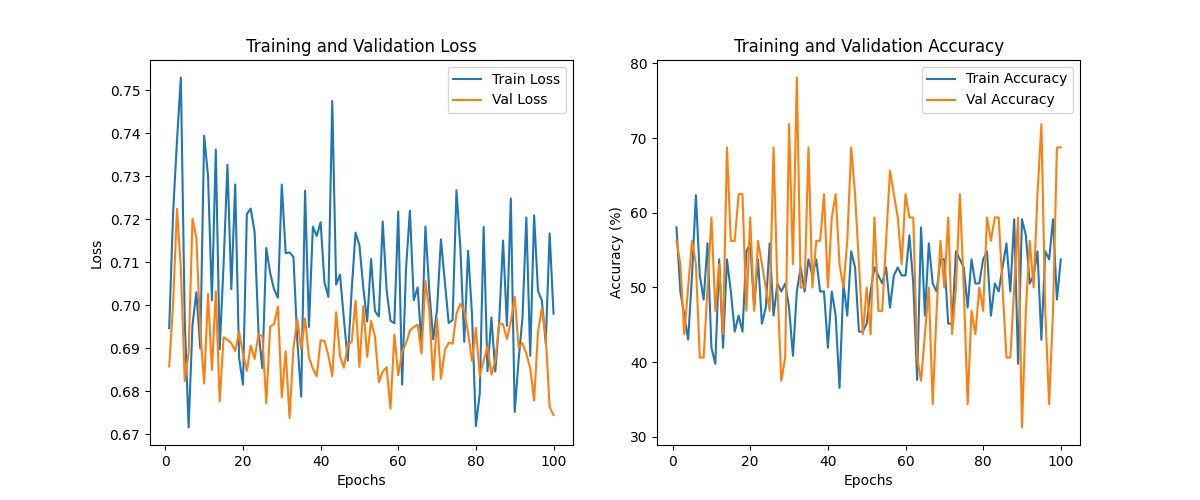 Training and Validation Loss
Loss
0.75
0.74
0.73
0.72
0.71
0.70
0.69
0.68
0.67
Train Loss
Val Loss
0
20
40
60
80
100
Epochs
Training and Validation Accuracy
Accuracy (%)
80
70
60
50
40
30
Train Accuracy
Val Accuracy
0
20
40
60
80
100
Epochs